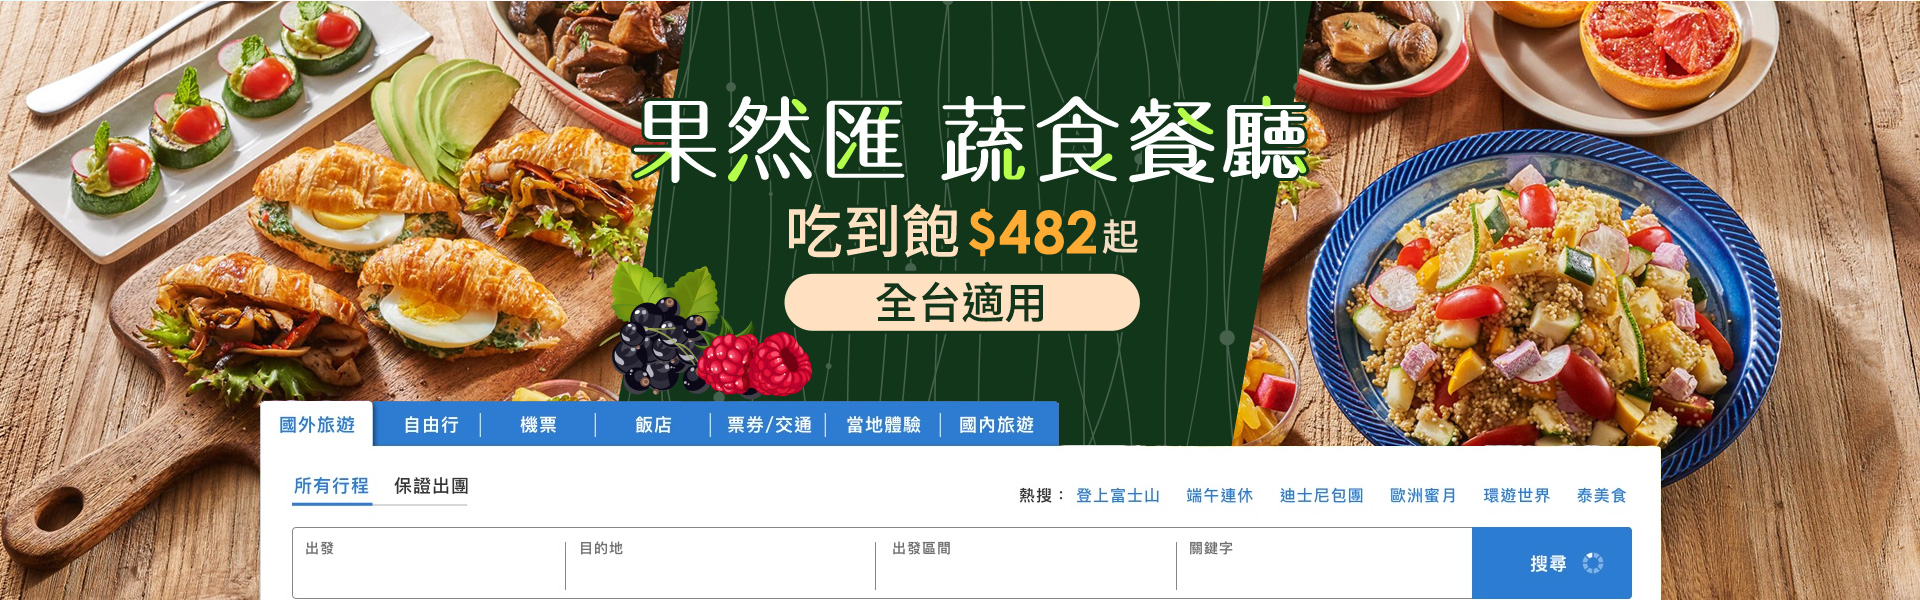 果然匯 蔬食餐廳
吃到飽$482起
全台適用
國外旅遊 自由行 機票 飯店 票券/交通 當地體驗 國內旅遊
所有行程 保證出團
熱搜： 登上富士山 端午連休 迪士尼包團 歐洲蜜月 環遊世界 泰美食
出發 目的地 出發區間 關鍵字
搜尋